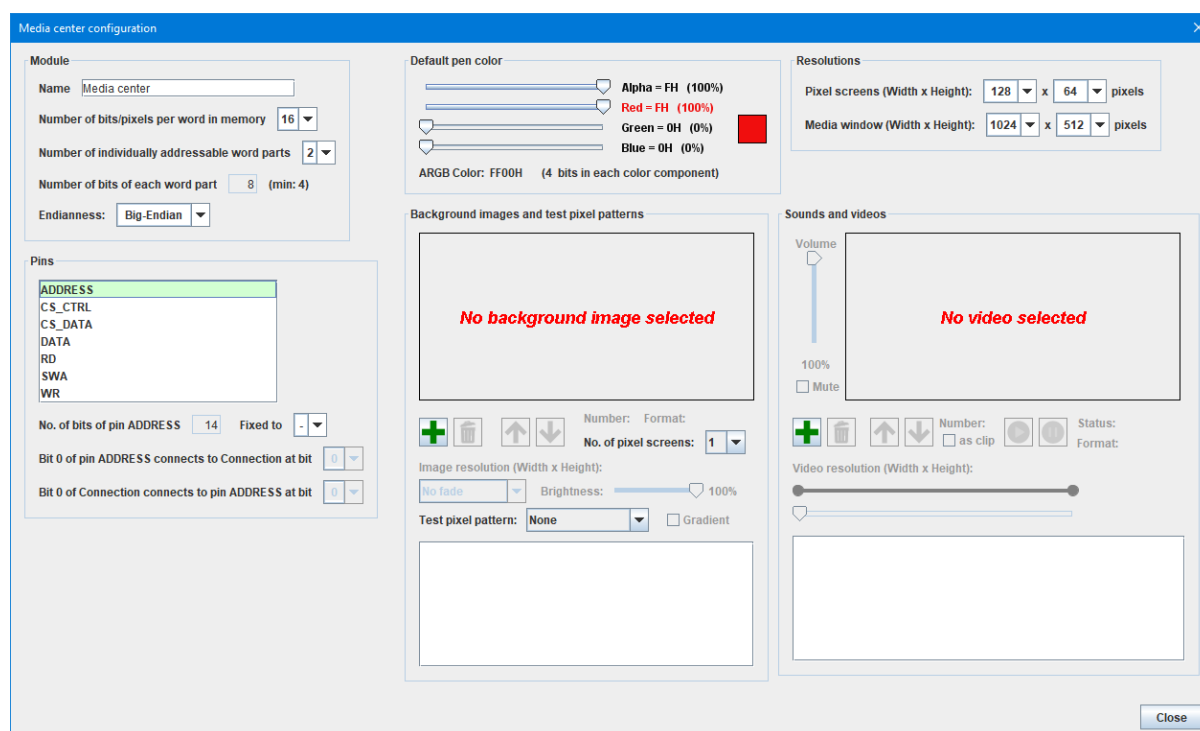 Media center configuration
Module
Name Media center
Number of bits/pixels per word in memory 16
Number of individually addressable word parts 2
Number of bits of each word part 8 (min: 4)
Endianness: Big-Endian
Pins
ADDRESS
CS_CTRL
CS_DATA
DATA
RD
SWA
WR
No. of bits of pin ADDRESS 14 Fixed to -
Bit 0 of pin ADDRESS connects to Connection at bit 0
Bit 0 of Connection connects to pin ADDRESS at bit 0
Default pen color
Alpha = FH (100%)
Red = FH (100%)
Green = 0H (0%)
Blue = 0H (0%)
ARGB Color: FF00H (4 bits in each color component)
Resolutions
Pixel screens (Width x Height): 128 x 64 pixels
Media window (Width x Height): 1024 x 512 pixels
Background images and test pixel patterns
No background image selected
Number: Format:
No. of pixel screens: 1
Image resolution (Width x Height):
No fade Brightness: 100%
Test pixel pattern: None Gradient
Sounds and videos
Volume
No video selected
100%
Mute
Number: Status:
as clip Format:
Video resolution (Width x Height):
Close